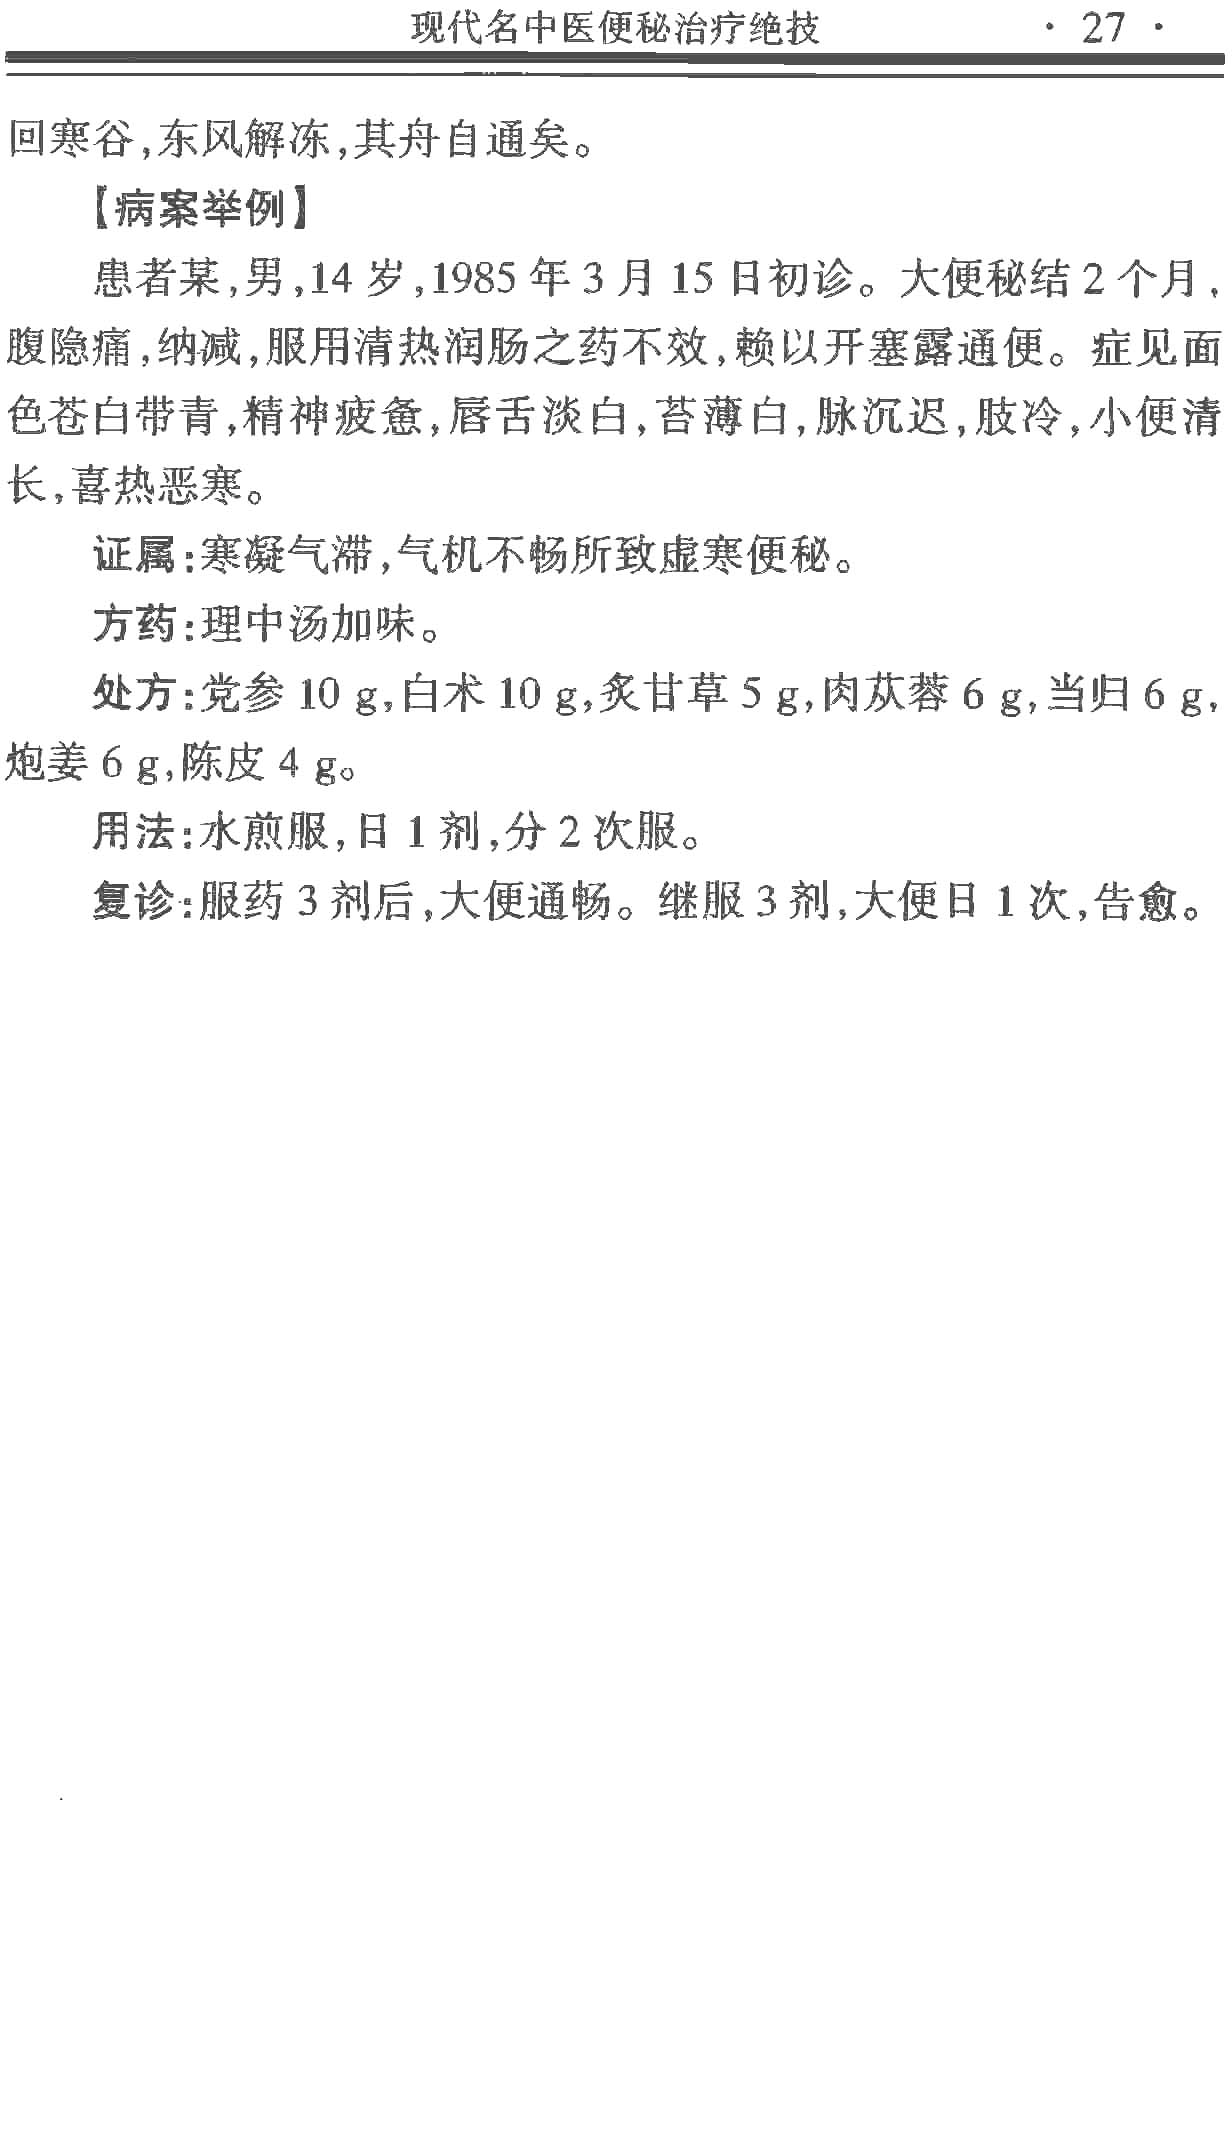 现代名中医便秘治疗绝技 · 27 ·
回寒谷,东风解冻,其舟自通矣。
【病案举例】
患者某,男,14 岁,1985 年 3 月 15 日初诊。大便秘结 2 个月,
腹隐痛,纳减,服用清热润肠之药不效,赖以开塞露通便。症见面
色苍白带青,精神疲惫,唇舌淡白,苔薄白,脉沉迟,肢冷,小便清
长,喜热恶寒。
证属:寒凝气滞,气机不畅所致虚寒便秘。
方药:理中汤加味。
处方:党参 10 g,白术 10 g,炙甘草 5 g,肉苁蓉 6 g,当归 6 g,
炮姜 6 g,陈皮 4 g。
用法:水煎服,日 1 剂,分 2 次服。
复诊:服药 3 剂后,大便通畅。继服 3 剂,大便日 1 次,告愈。